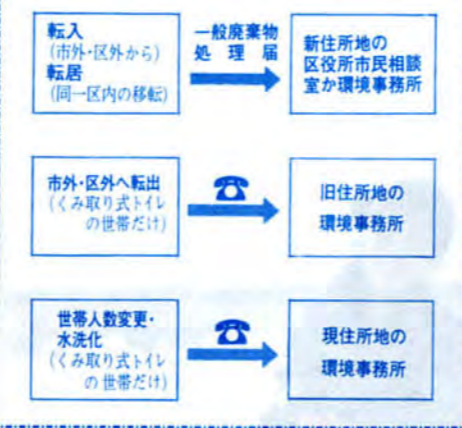 転入
(市外・区外から)
転居
(同一区内の移転)
一般廃棄物
処理届
新住所地の
区役所市民相談
室か環境事務所
市外・区外へ転出
(くみ取り式トイレ
の世帯だけ)
旧住所地の
環境事務所
世帯人数変更・
水洗化
(くみ取り式トイレ
の世帯だけ)
現住所地の
環境事務所